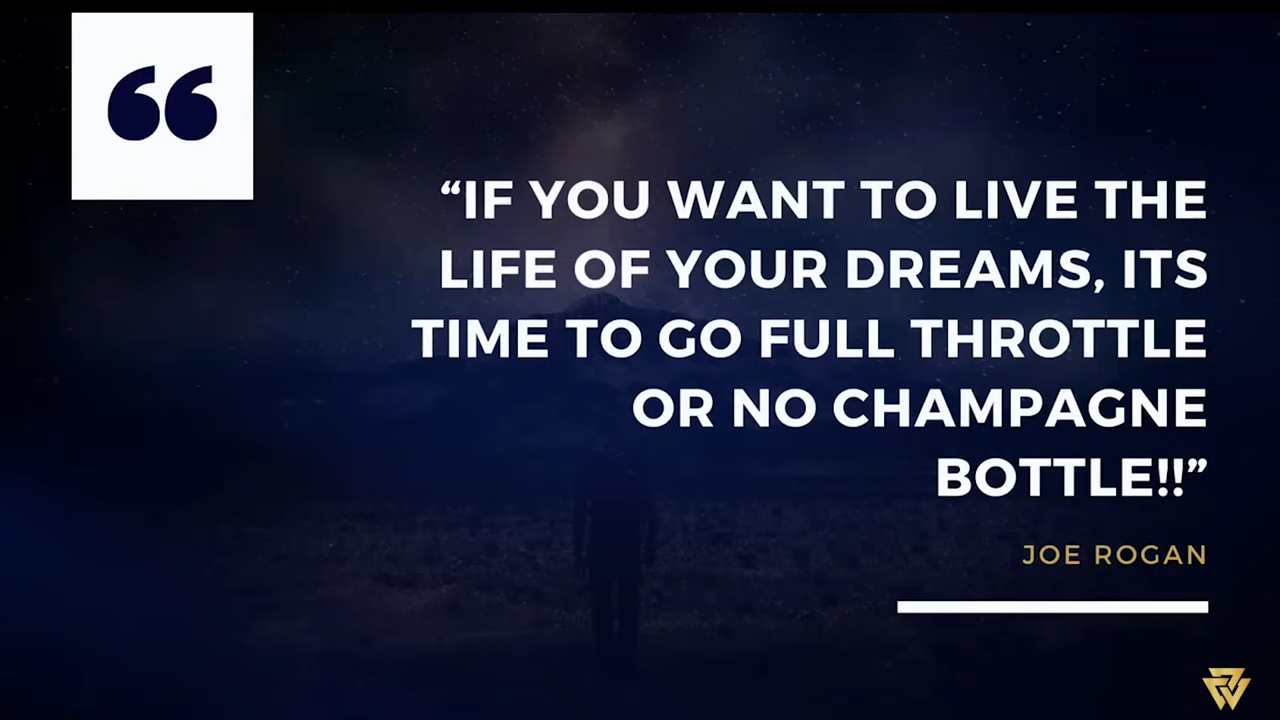 “IF YOU WANT TO LIVE THE
LIFE OF YOUR DREAMS, ITS
TIME TO GO FULL THROTTLE
OR NO CHAMPAGNE
BOTTLE!!”
JOE ROGAN